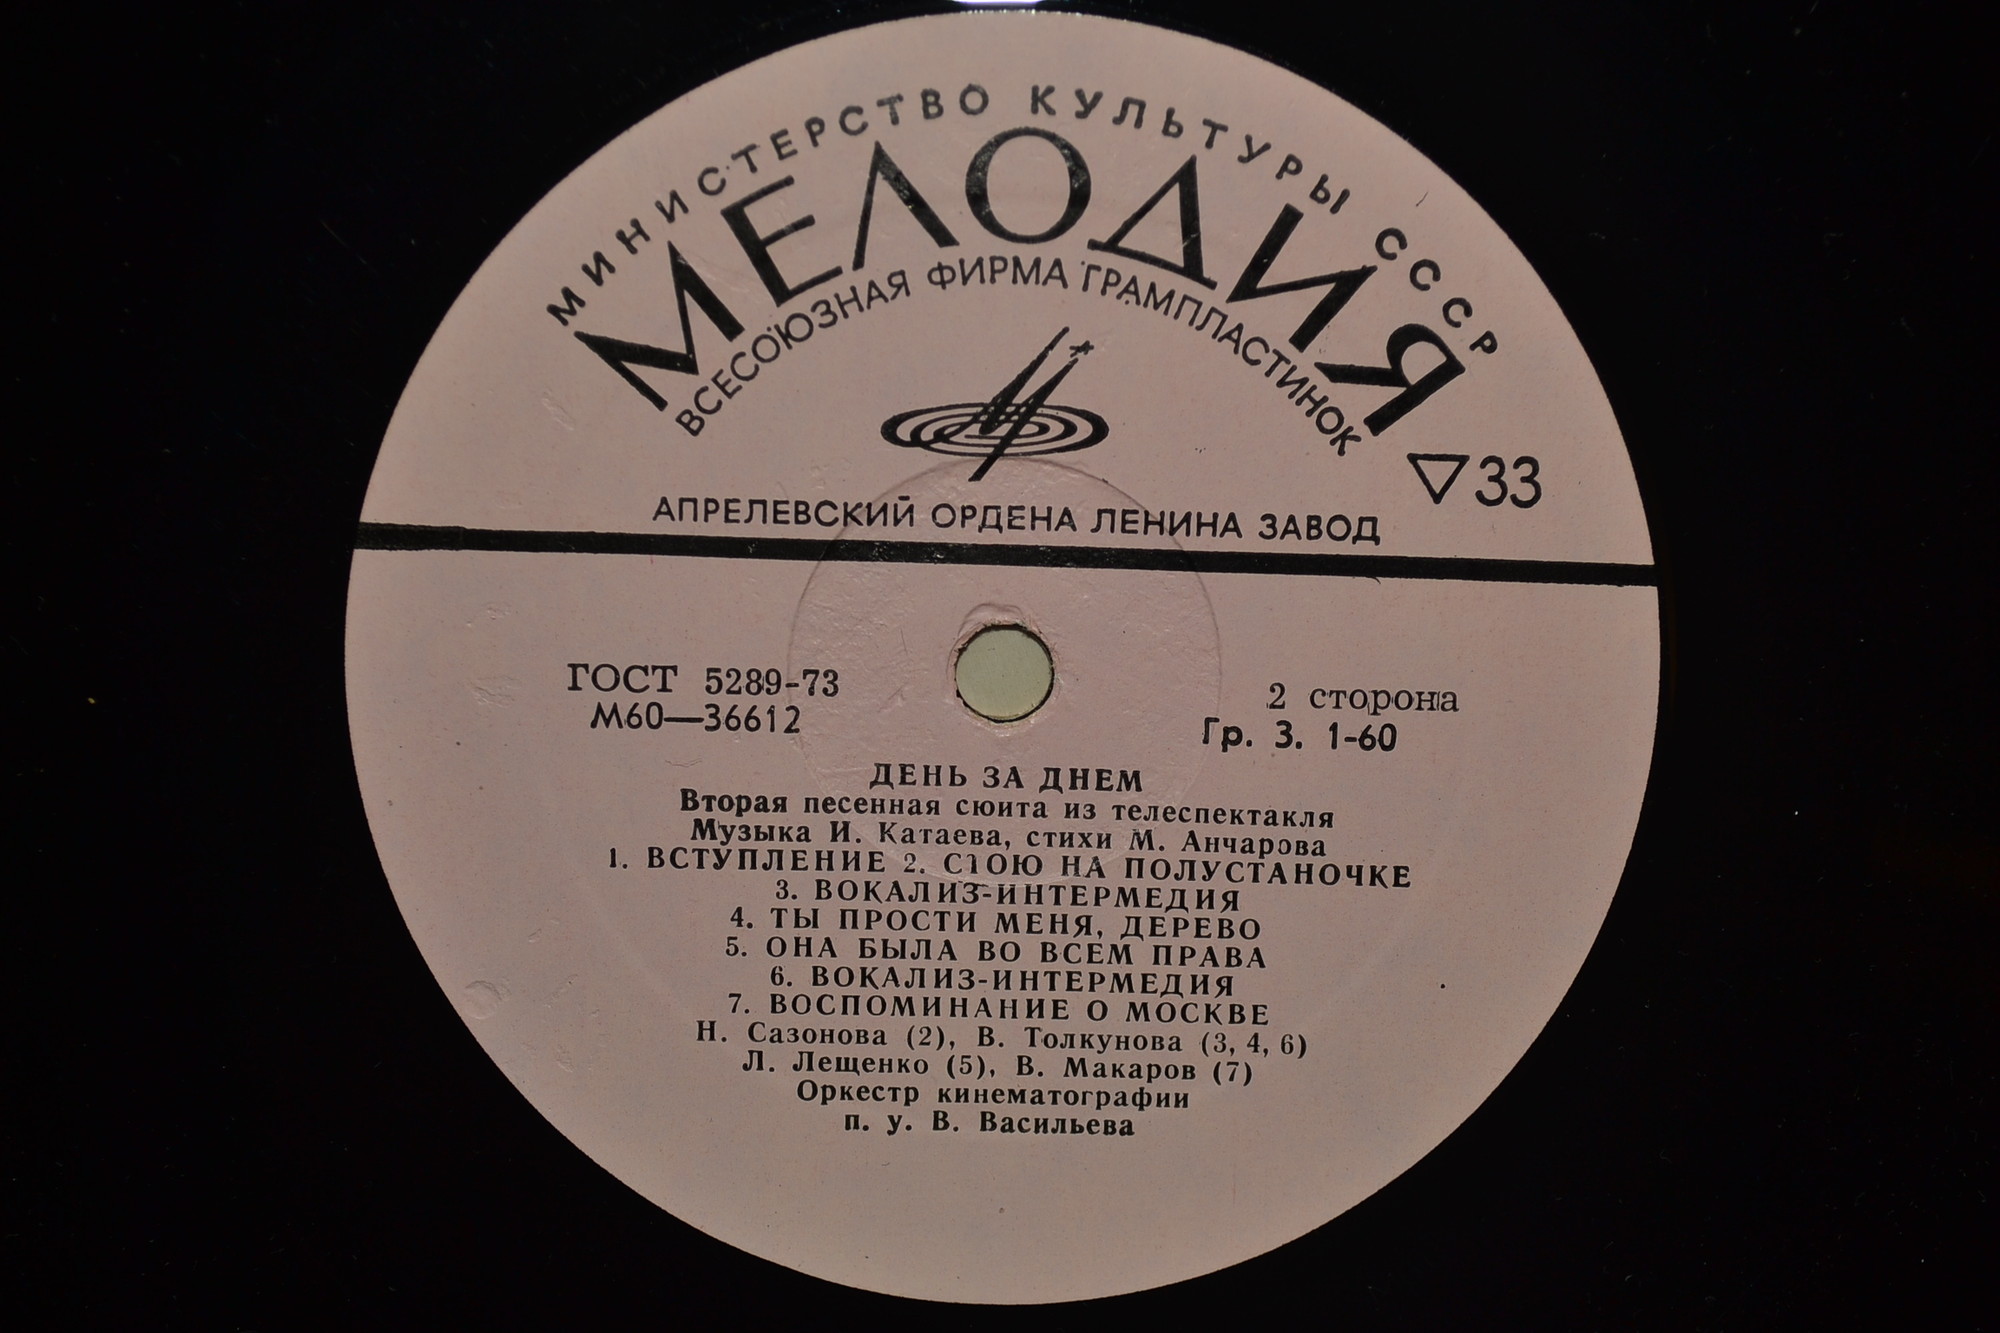 МИНИСТЕРСТВО КУЛЬТУРЫ СССР
МЕЛОДИЯ
ВСЕСОЮЗНАЯ ФИРМА ГРАМПЛАСТИНОК
▽33
АПРЕЛЕВСКИЙ ОРДЕНА ЛЕНИНА ЗАВОД
ГОСТ 5289-73
М60—36612
2 сторона
Гр. 3. 1-60
ДЕНЬ ЗА ДНЕМ
Вторая песенная сюита из телеспектакля
Музыка И. Катаева, стихи М. Анчарова
1. ВСТУПЛЕНИЕ 2. СТОЮ НА ПОЛУСТАНОЧКЕ
3. ВОКАЛИЗ-ИНТЕРМЕДИЯ
4. ТЫ ПРОСТИ МЕНЯ, ДЕРЕВО
5. ОНА БЫЛА ВО ВСЕМ ПРАВА
6. ВОКАЛИЗ-ИНТЕРМЕДИЯ
7. ВОСПОМИНАНИЕ О МОСКВЕ
Н. Сазонова (2), В. Толкунова (3, 4, 6)
Л. Лещенко (5), В. Макаров (7)
Оркестр кинематографии
п. у. В. Васильева